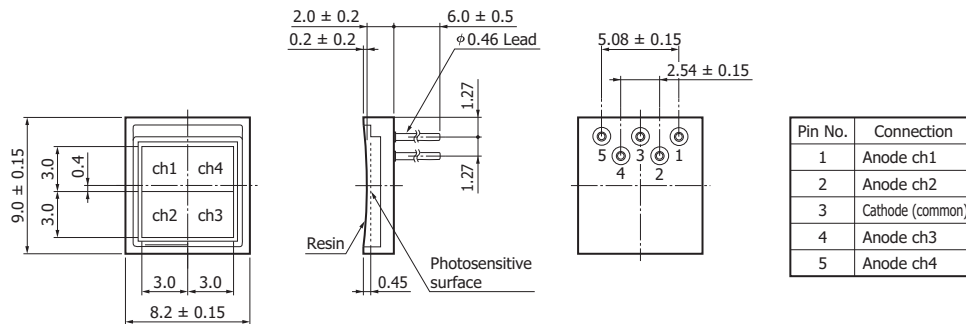 2.0 ± 0.2
6.0 ± 0.5
0.2 ± 0.2
ϕ0.46 Lead
5.08 ± 0.15
2.54 ± 0.15
1.27
1.27
9.0 ± 0.15
3.0
0.4
3.0
ch1 ch4
ch2 ch3
3.0 3.0
8.2 ± 0.15
Resin
Photosensitive
surface
0.45
5 3 1
4 2
Pin No. Connection
1 Anode ch1
2 Anode ch2
3 Cathode (common)
4 Anode ch3
5 Anode ch4